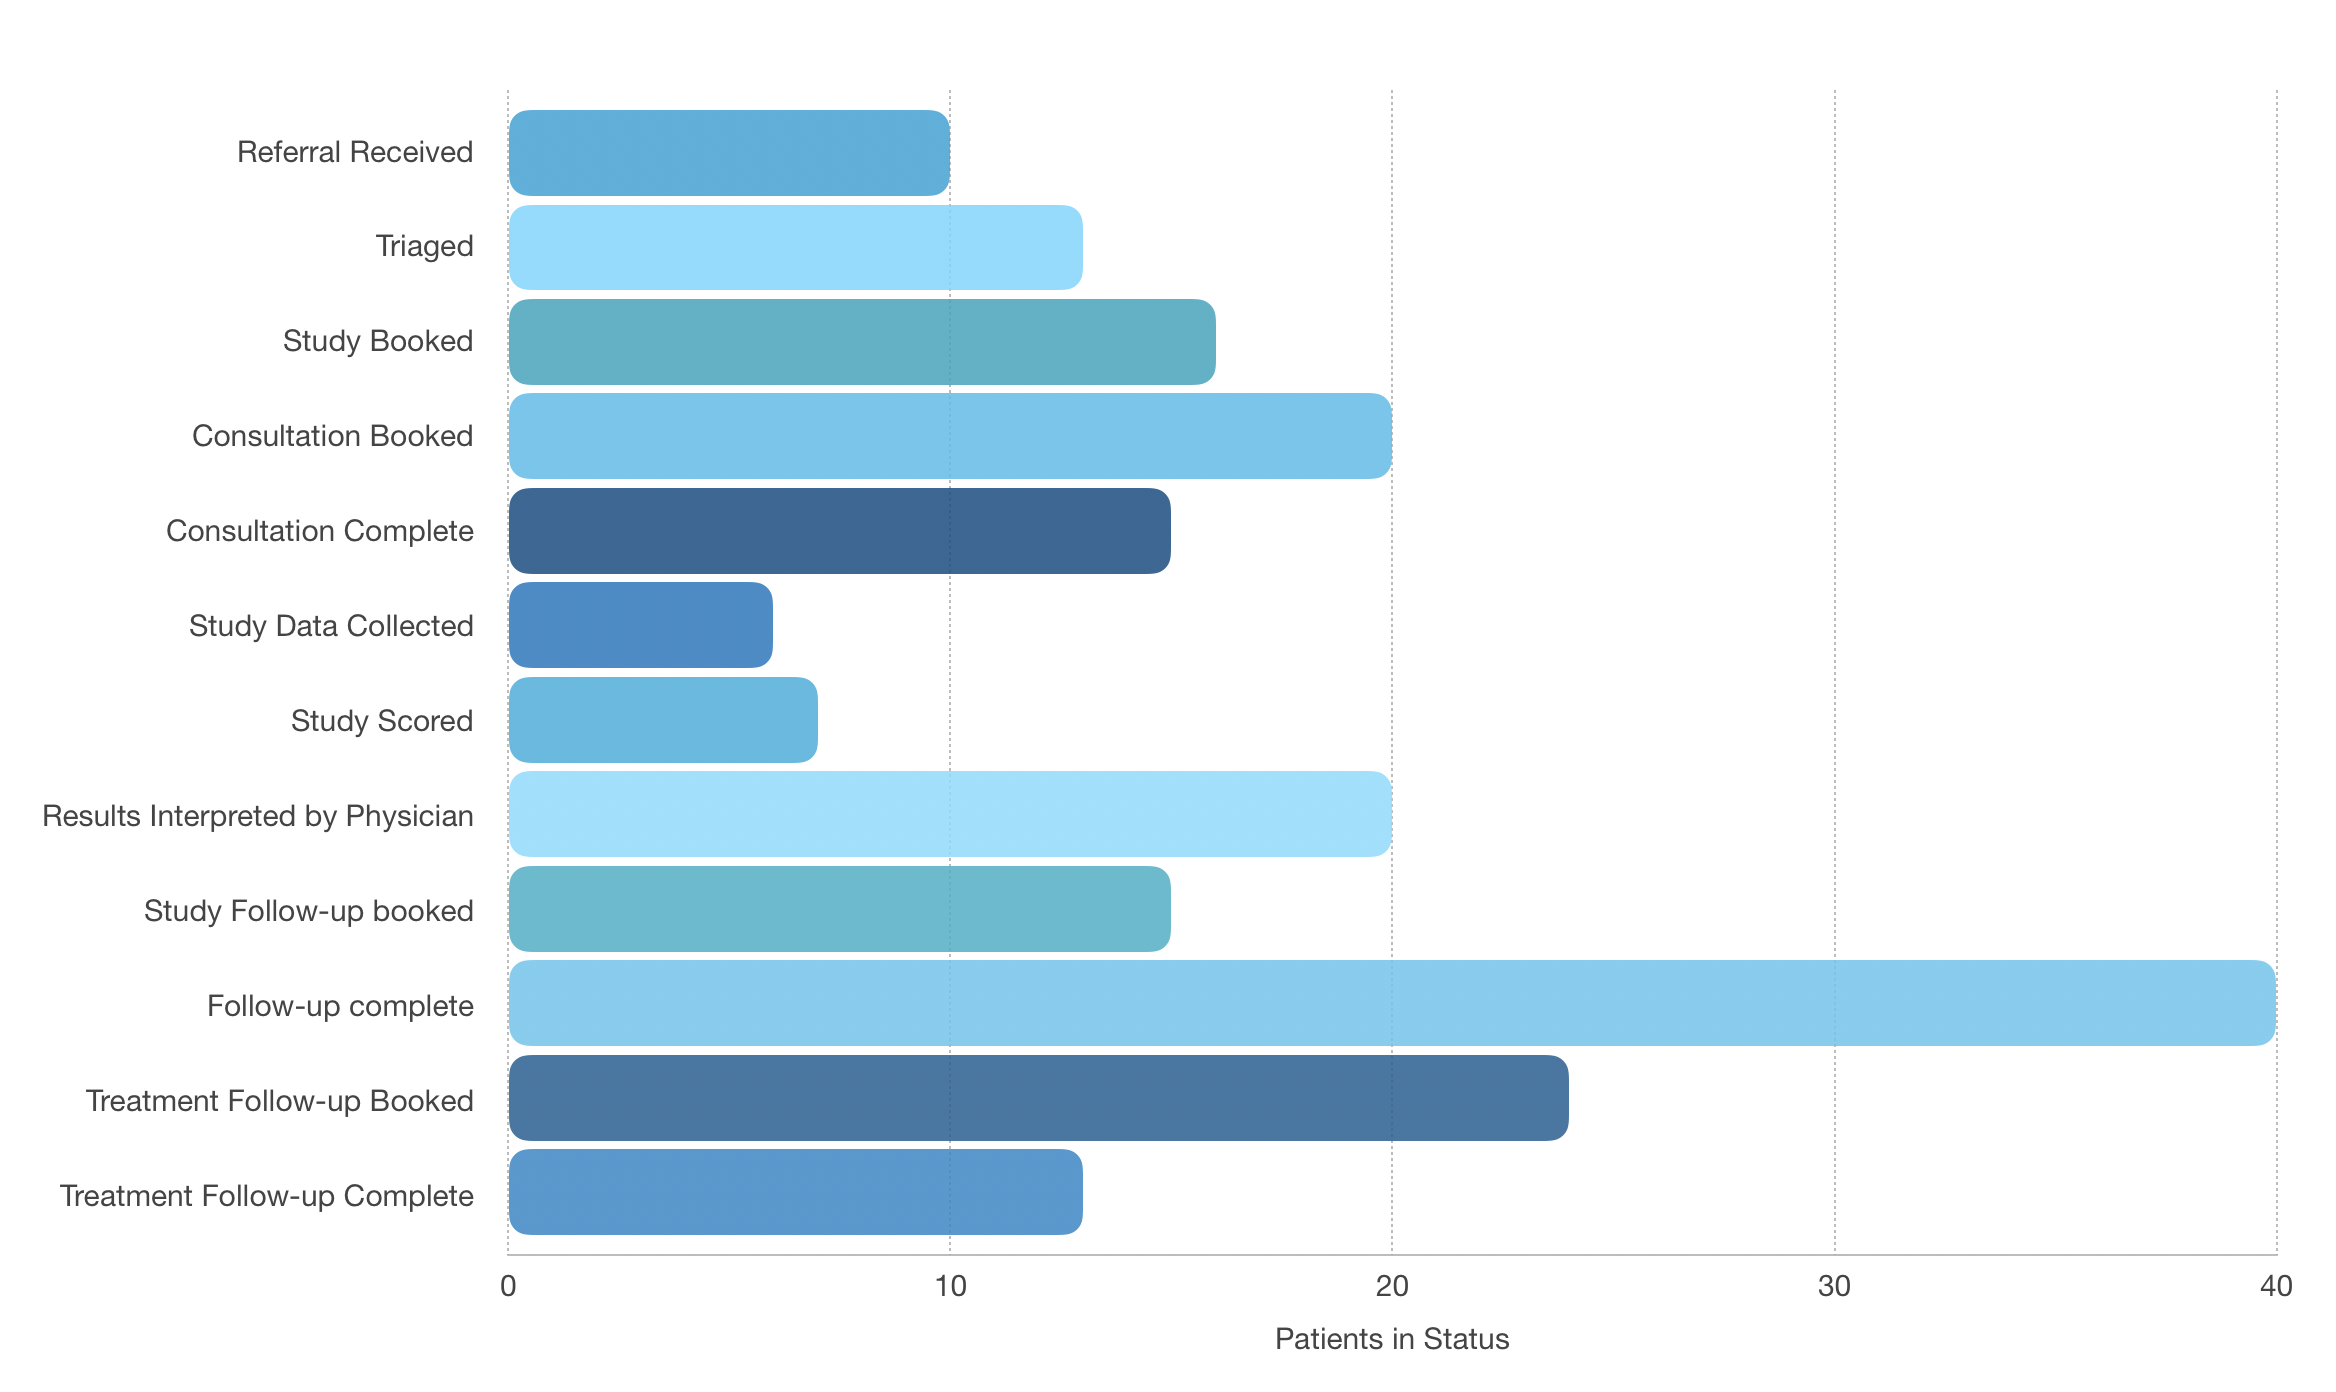 Referral Received
Triaged
Study Booked
Consultation Booked
Consultation Complete
Study Data Collected
Study Scored
Results Interpreted by Physician
Study Follow-up booked
Follow-up complete
Treatment Follow-up Booked
Treatment Follow-up Complete
0 10 20 30 40
Patients in Status